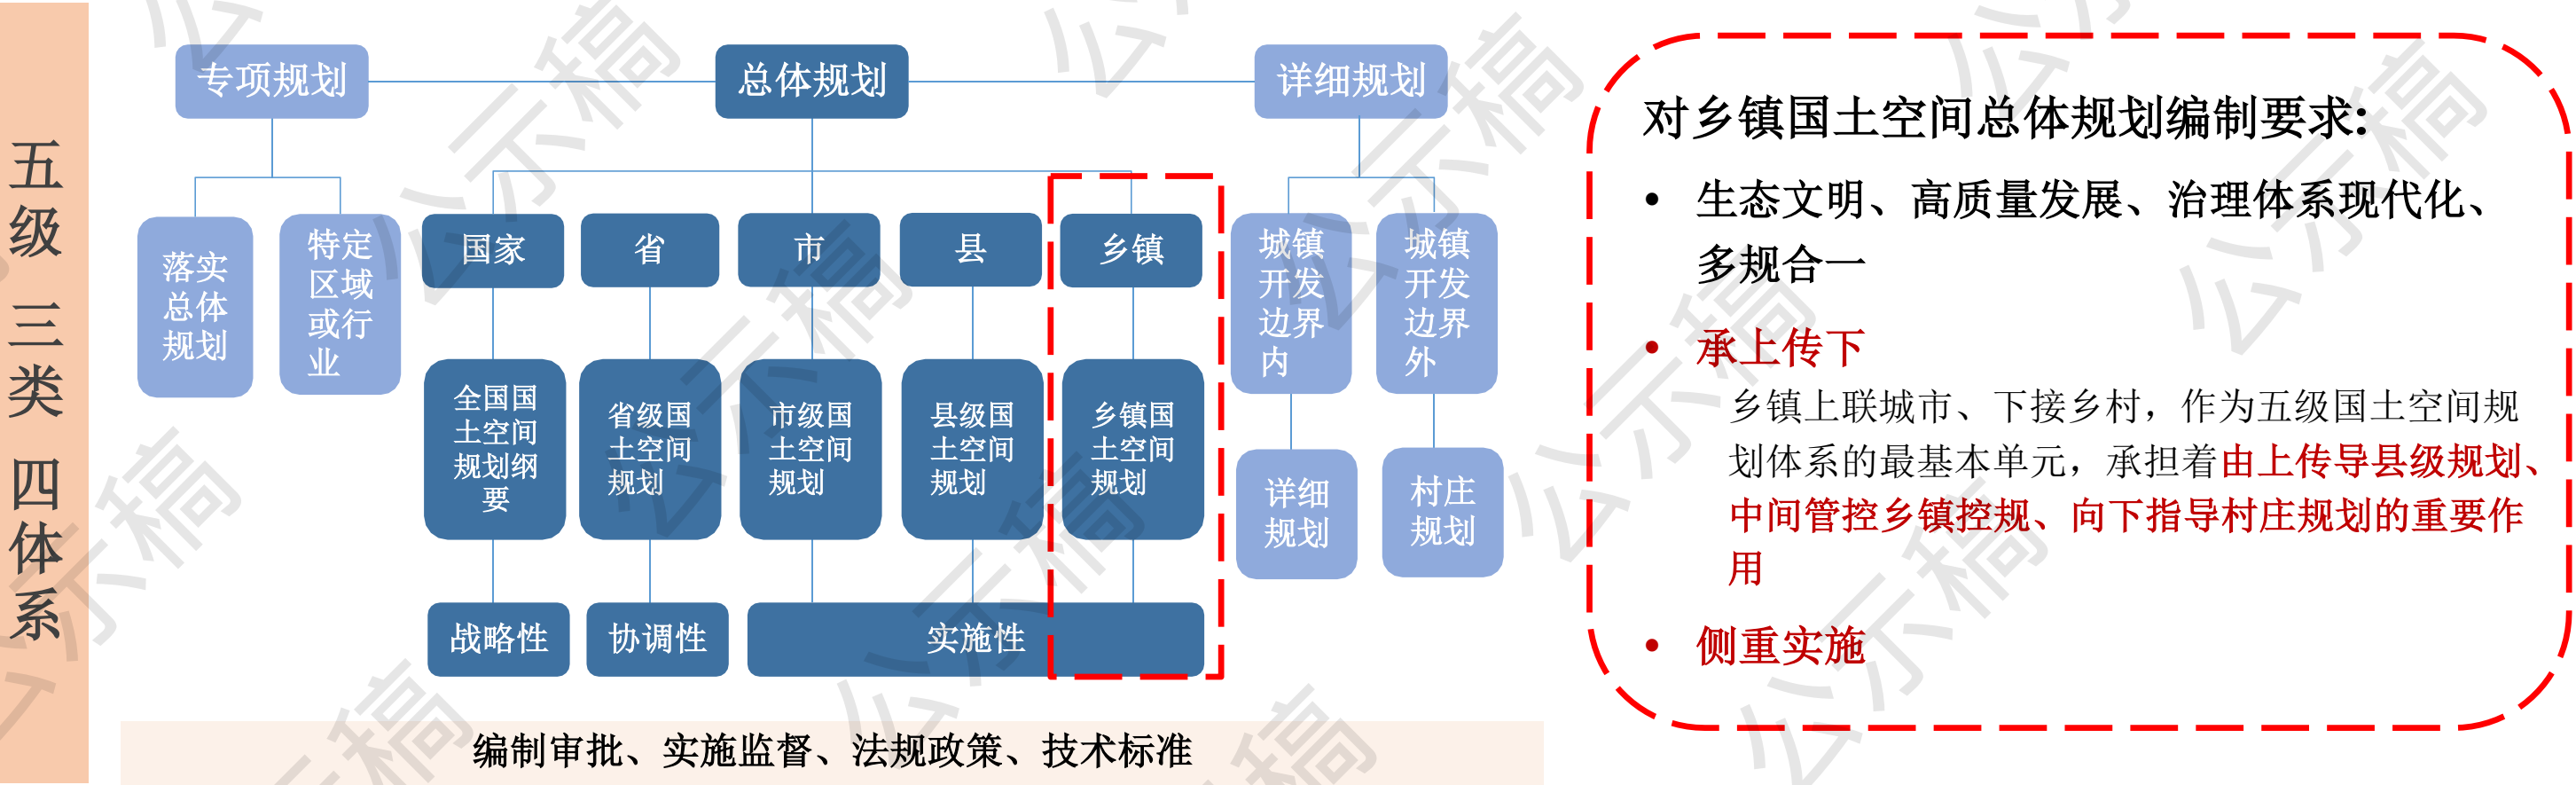 五级 三类 四体系
专项规划
总体规划
详细规划
落实
总体
规划
特定
区域
或行
业
国家
省
市
县
乡镇
城镇
开发
边界
内
城镇
开发
边界
外
全国国
土空间
规划纲
要
省级国
土空间
规划
市级国
土空间
规划
县级国
土空间
规划
乡镇国
土空间
规划
详细
规划
村庄
规划
战略性
协调性
实施性
编制审批、实施监督、法规政策、技术标准
对乡镇国土空间总体规划编制要求:
• 生态文明、高质量发展、治理体系现代化、
多规合一
• 承上传下
乡镇上联城市、下接乡村，作为五级国土空间规
划体系的最基本单元，承担着由上传导县级规划、
中间管控乡镇控规、向下指导村庄规划的重要作
用
• 侧重实施
公示稿